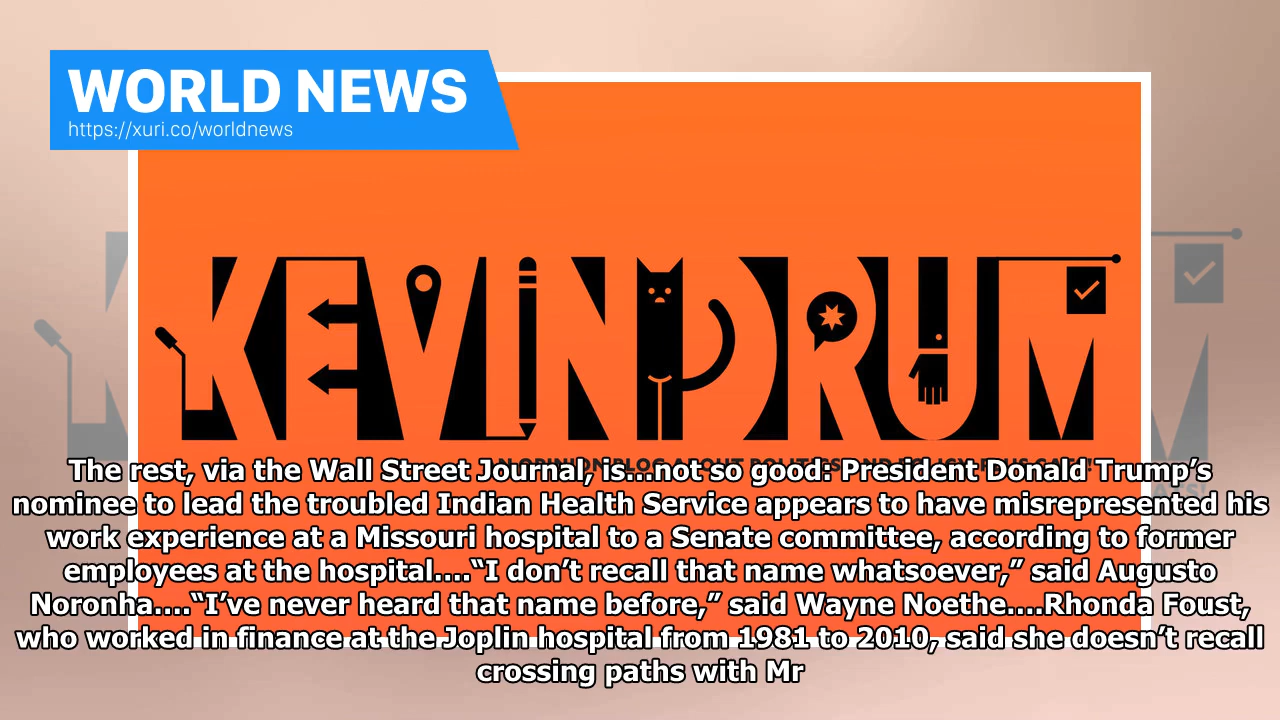 WORLD NEWS
https://xuri.co/worldnews
KEVIN DRUM
The rest, via the Wall Street Journal, is...not so good: President Donald Trump’s
nominee to lead the troubled Indian Health Service appears to have misrepresented his
work experience at a Missouri hospital to a Senate committee, according to former
employees at the hospital....“I don’t recall that name whatsoever,” said Augusto
Noronha....“I’ve never heard that name before,” said Wayne Noethe....Rhonda Foust,
who worked in finance at the Joplin hospital from 1981 to 2010, said she doesn’t recall
crossing paths with Mr